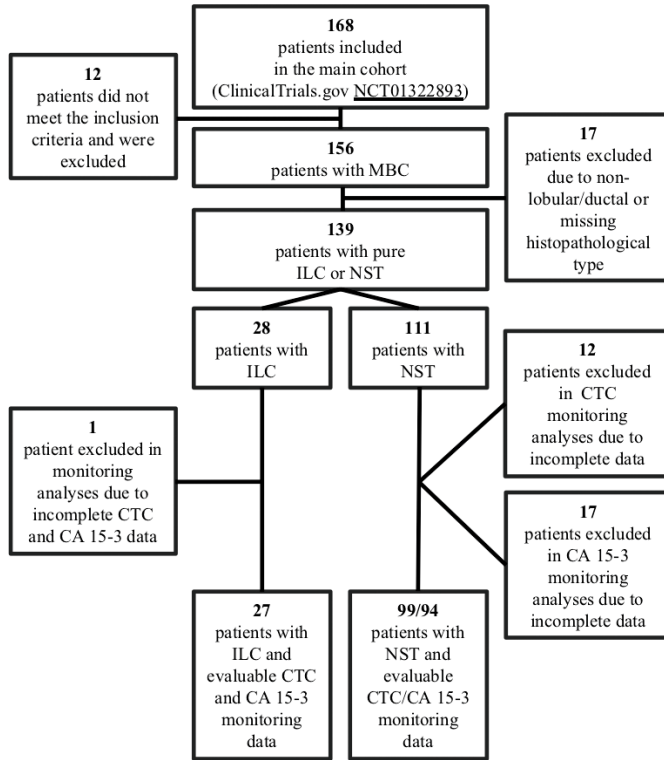 168
patients included
in the main cohort
(ClinicalTrials.gov NCT01322893)
12
patients did not
meet the inclusion
criteria and were
excluded
156
patients with MBC
17
patients excluded
due to non-
lobular/ductal or
missing
histopathological
type
139
patients with pure
ILC or NST
28
patients with
ILC
111
patients with
NST
12
patients excluded
in CTC
monitoring
analyses due to
incomplete data
1
patient excluded in
monitoring
analyses due to
incomplete CTC
and CA 15-3 data
17
patients excluded
in CA 15-3
monitoring
analyses due to
incomplete data
27
patients with
ILC and
evaluable CTC
and CA 15-3
monitoring
data
99/94
patients with
NST and
evaluable
CTC/CA 15-3
monitoring
data